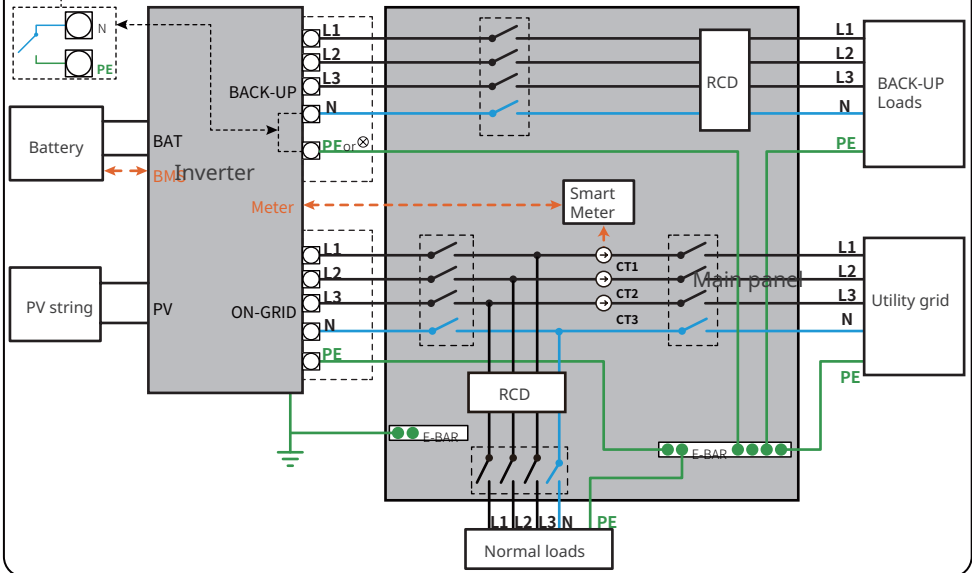 N
PE
Battery
BAT
BMS
Inverter
PV string
PV
BACK-UP
L1
L2
L3
N
PE or ⊗
Meter
Smart
Meter
RCD
L1
L2
L3
N
PE
BACK-UP
Loads
ON-GRID
L1
L2
L3
N
PE
CT1
CT2
CT3
Main panel
L1
L2
L3
N
PE
Utility grid
RCD
E-BAR
E-BAR
L1 L2 L3 N PE
Normal loads